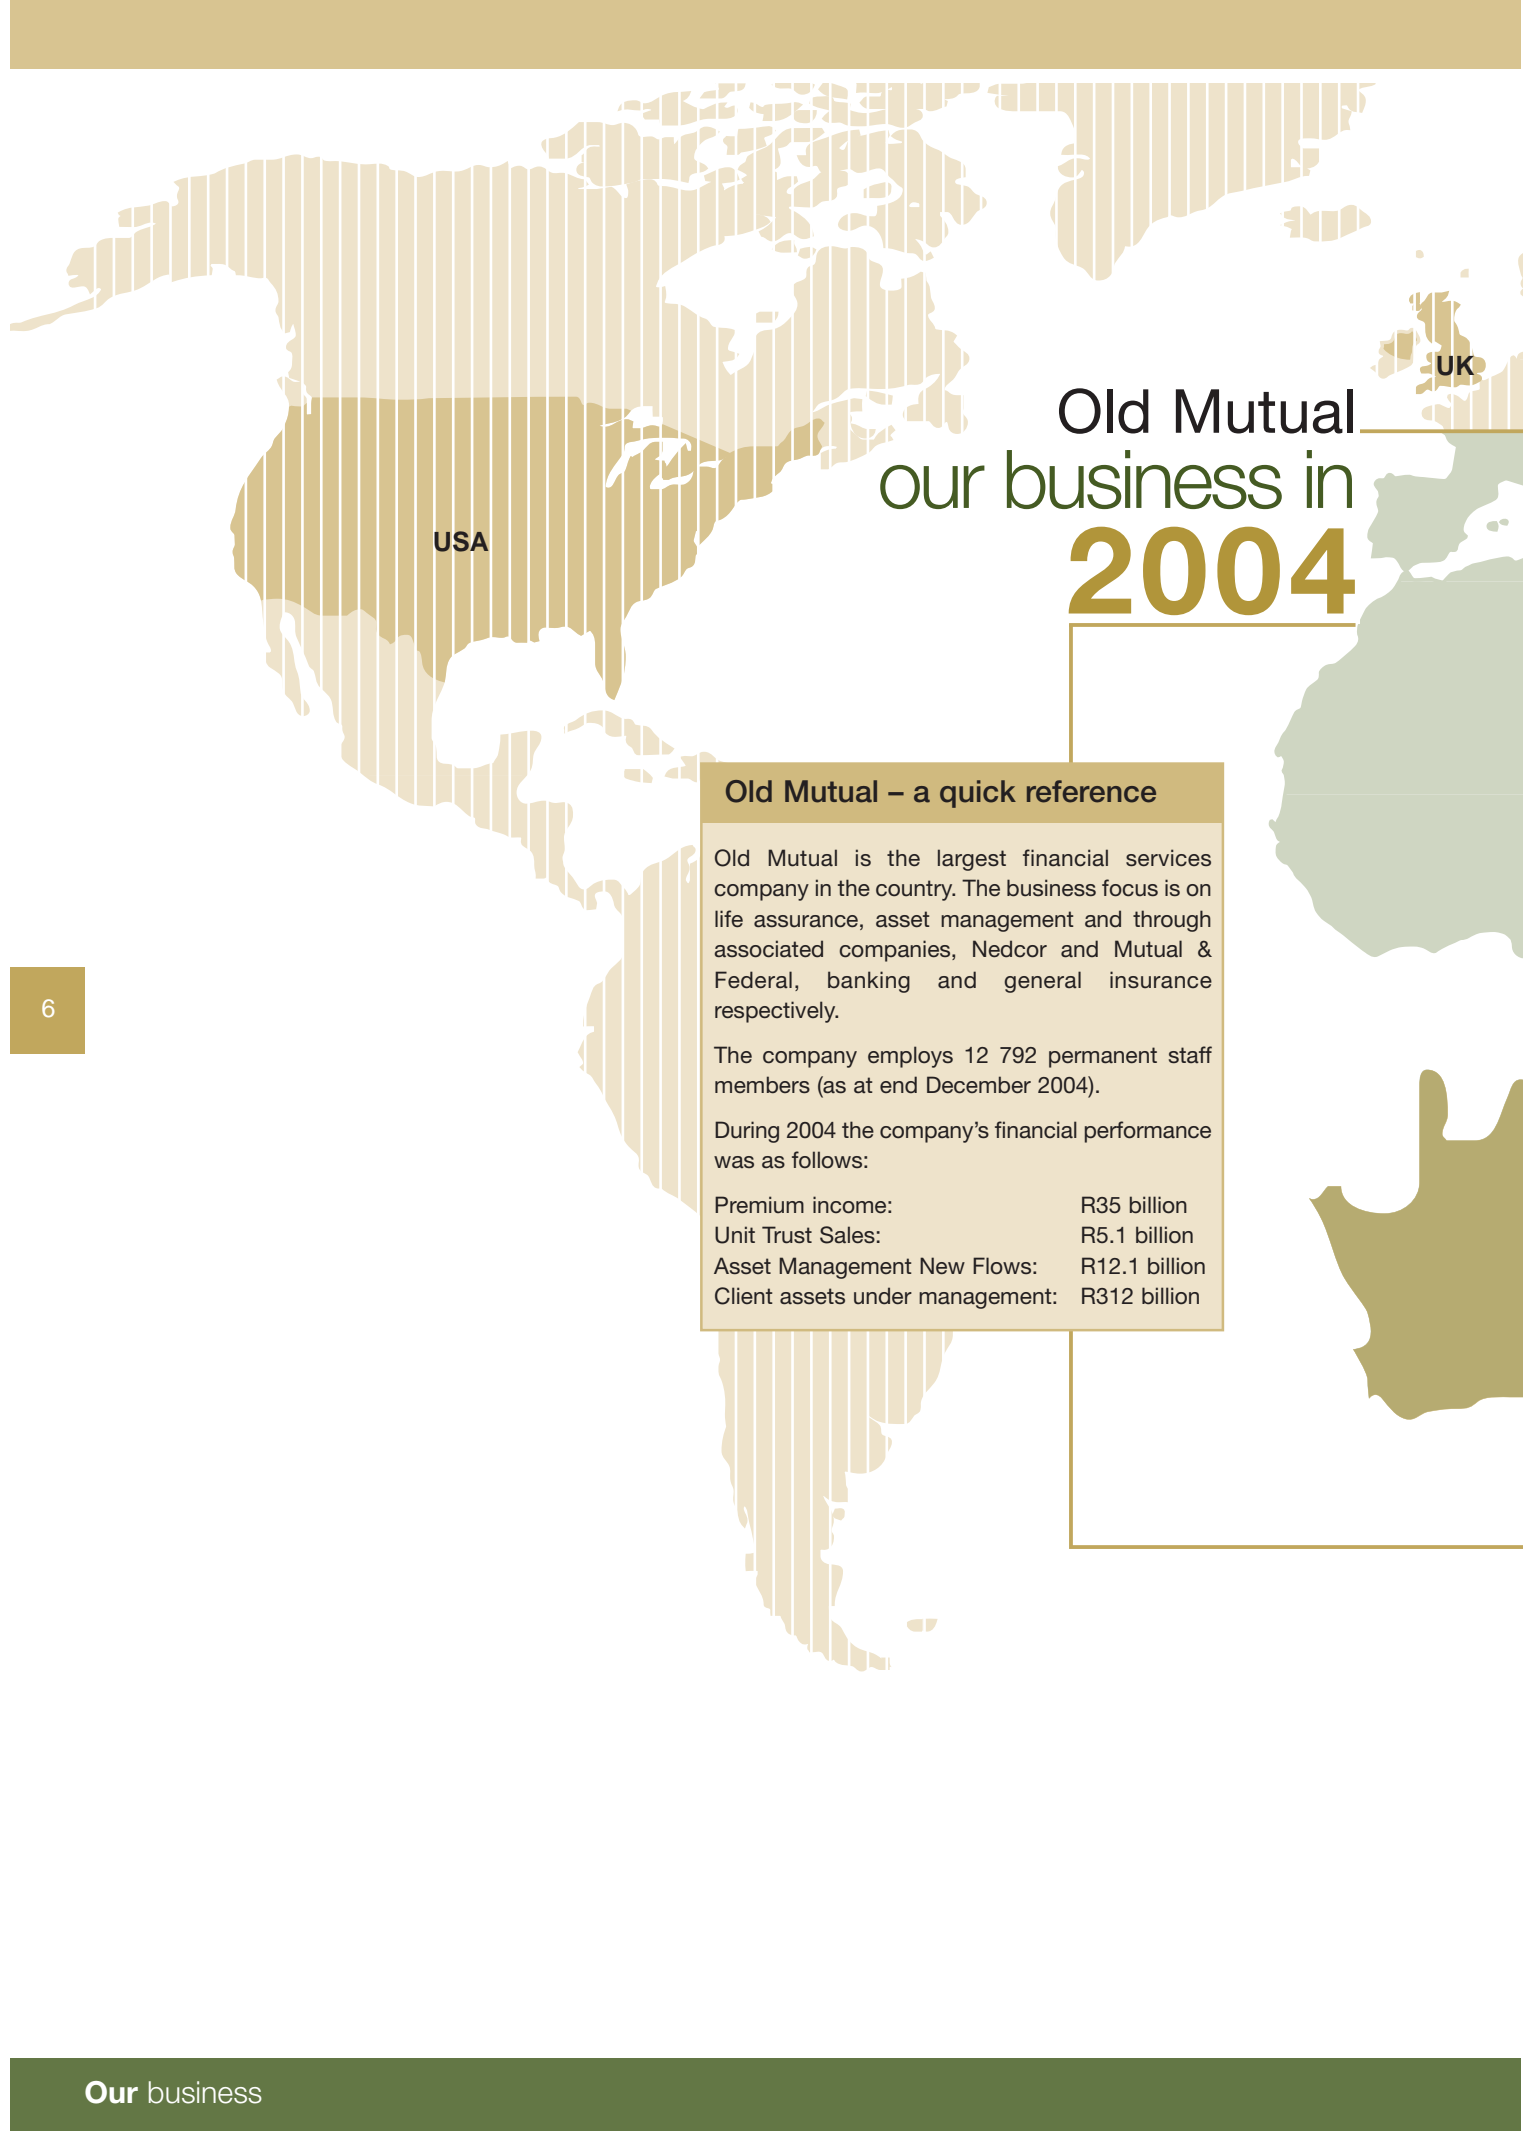 UK
Old Mutual
our business in
2004
USA
Old Mutual – a quick reference
Old Mutual is the largest financial services
company in the country. The business focus is on
life assurance, asset management and through
associated companies, Nedcor and Mutual &
Federal, banking and general insurance
respectively.
The company employs 12 792 permanent staff
members (as at end December 2004).
During 2004 the company’s financial performance
was as follows:
Premium income: R35 billion
Unit Trust Sales: R5.1 billion
Asset Management New Flows: R12.1 billion
Client assets under management: R312 billion
6
Our business